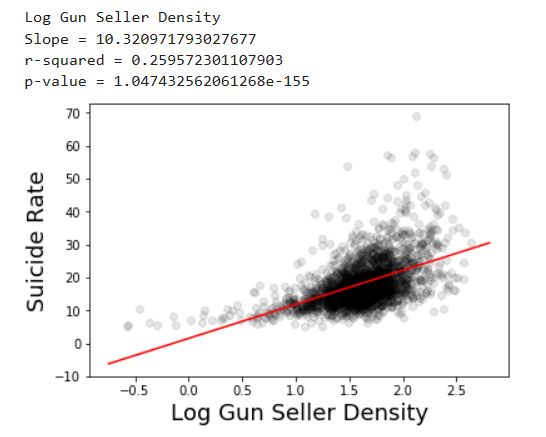 Log Gun Seller Density
Slope = 10.320971793027677
r-squared = 0.259572301107903
p-value = 1.047432562061268e-155
70
60
50
40
30
20
10
0
−10
Suicide Rate
−0.5 0.0 0.5 1.0 1.5 2.0 2.5
Log Gun Seller Density